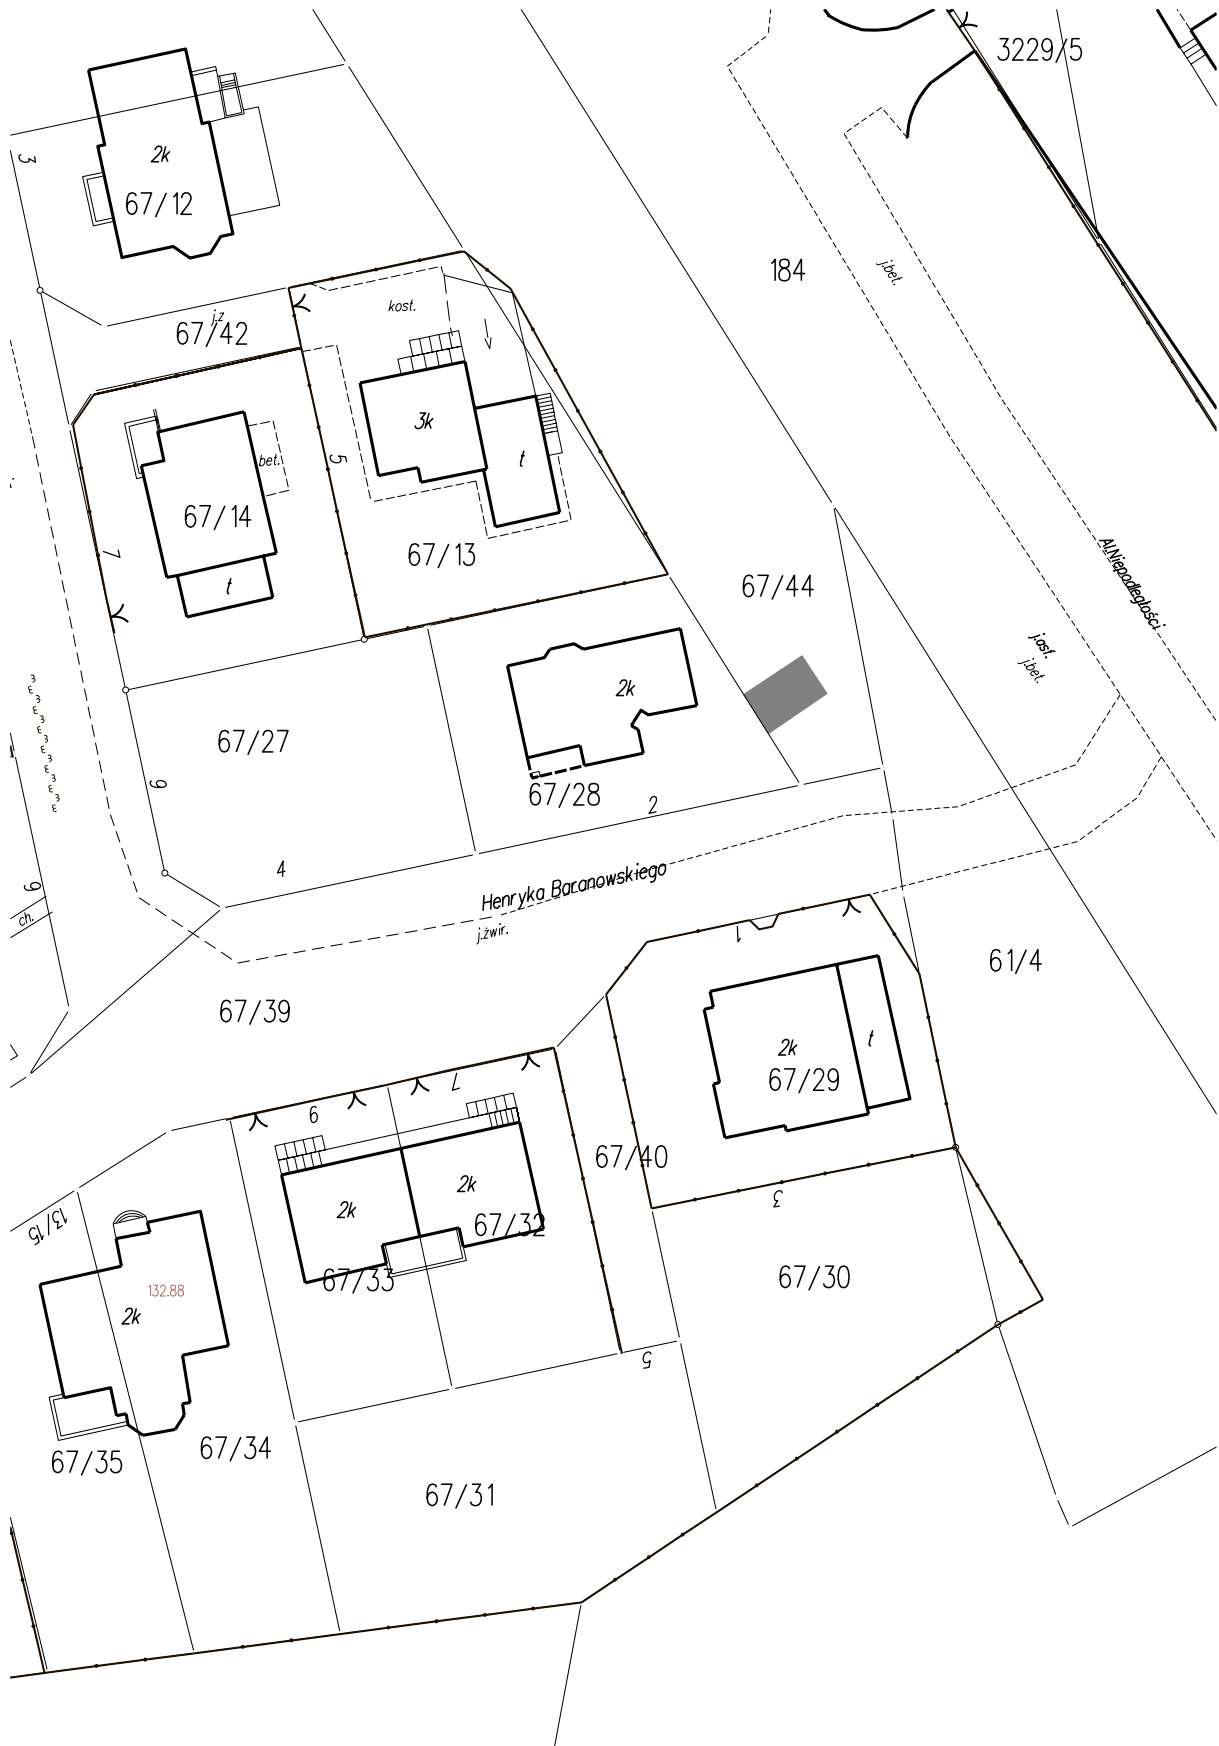 3229/5
3
2k
67/12
184
j.bet.
kost.
j.z
67/42
3k
t
5
bet.
67/14
67/13
7
t
67/44
Al.Niepodległości
j.asf.
j.bet.
2k
67/27
9
67/28
2
4
Henryka Baranowskiego
j.żwir.
9
ch.
1
61/4
67/39
2k
t
67/29
7
6
67/40
2k
2k
3
67/32
13/15
67/33
67/30
132.88
2k
5
67/34
67/35
67/31